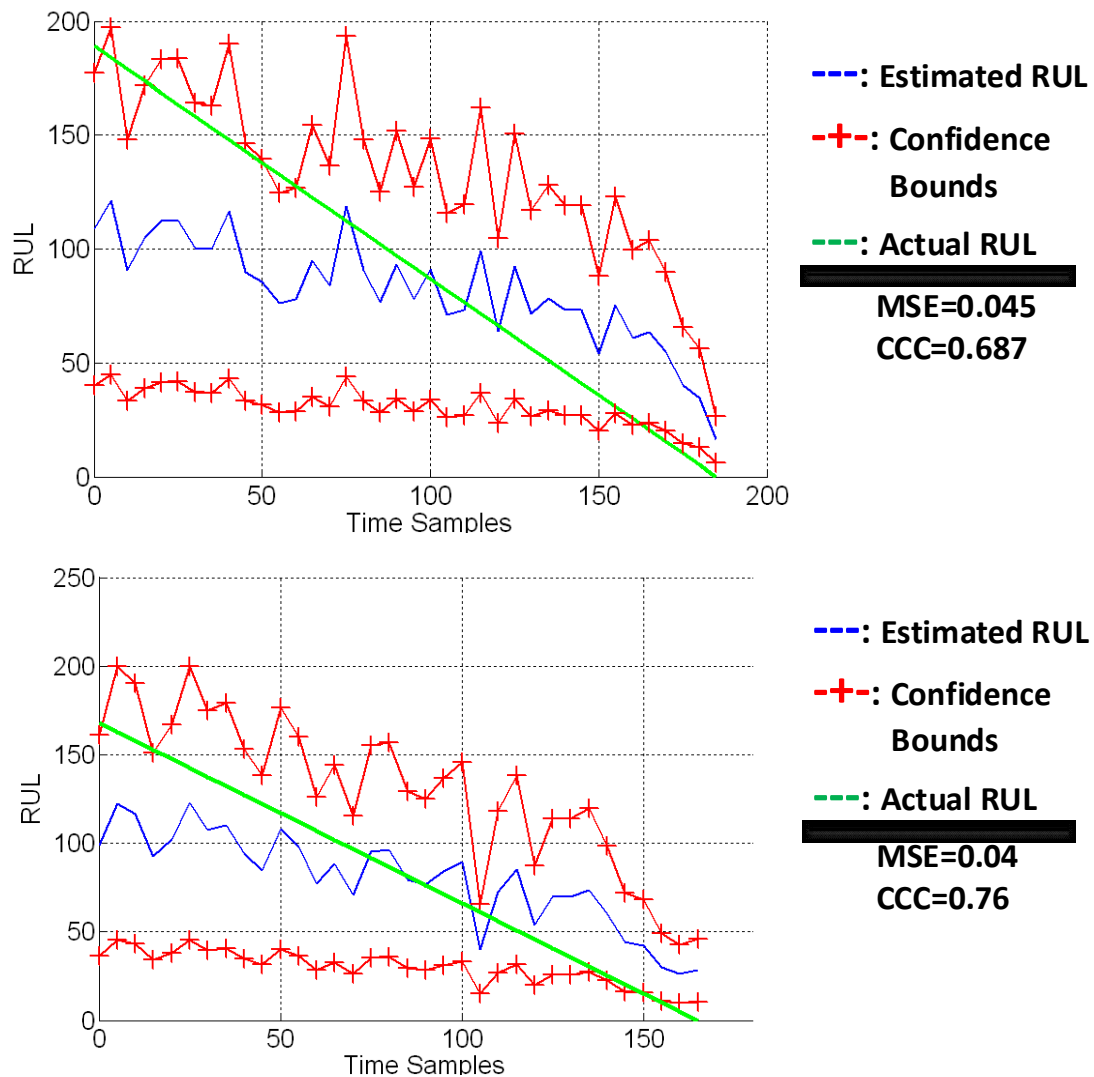 200
150
100
50
0
RUL
0 50 100 150 200
Time Samples
: Estimated RUL
: Confidence
Bounds
: Actual RUL
MSE=0.045
CCC=0.687
250
200
150
100
50
0
RUL
0 50 100 150
Time Samples
: Estimated RUL
: Confidence
Bounds
: Actual RUL
MSE=0.04
CCC=0.76